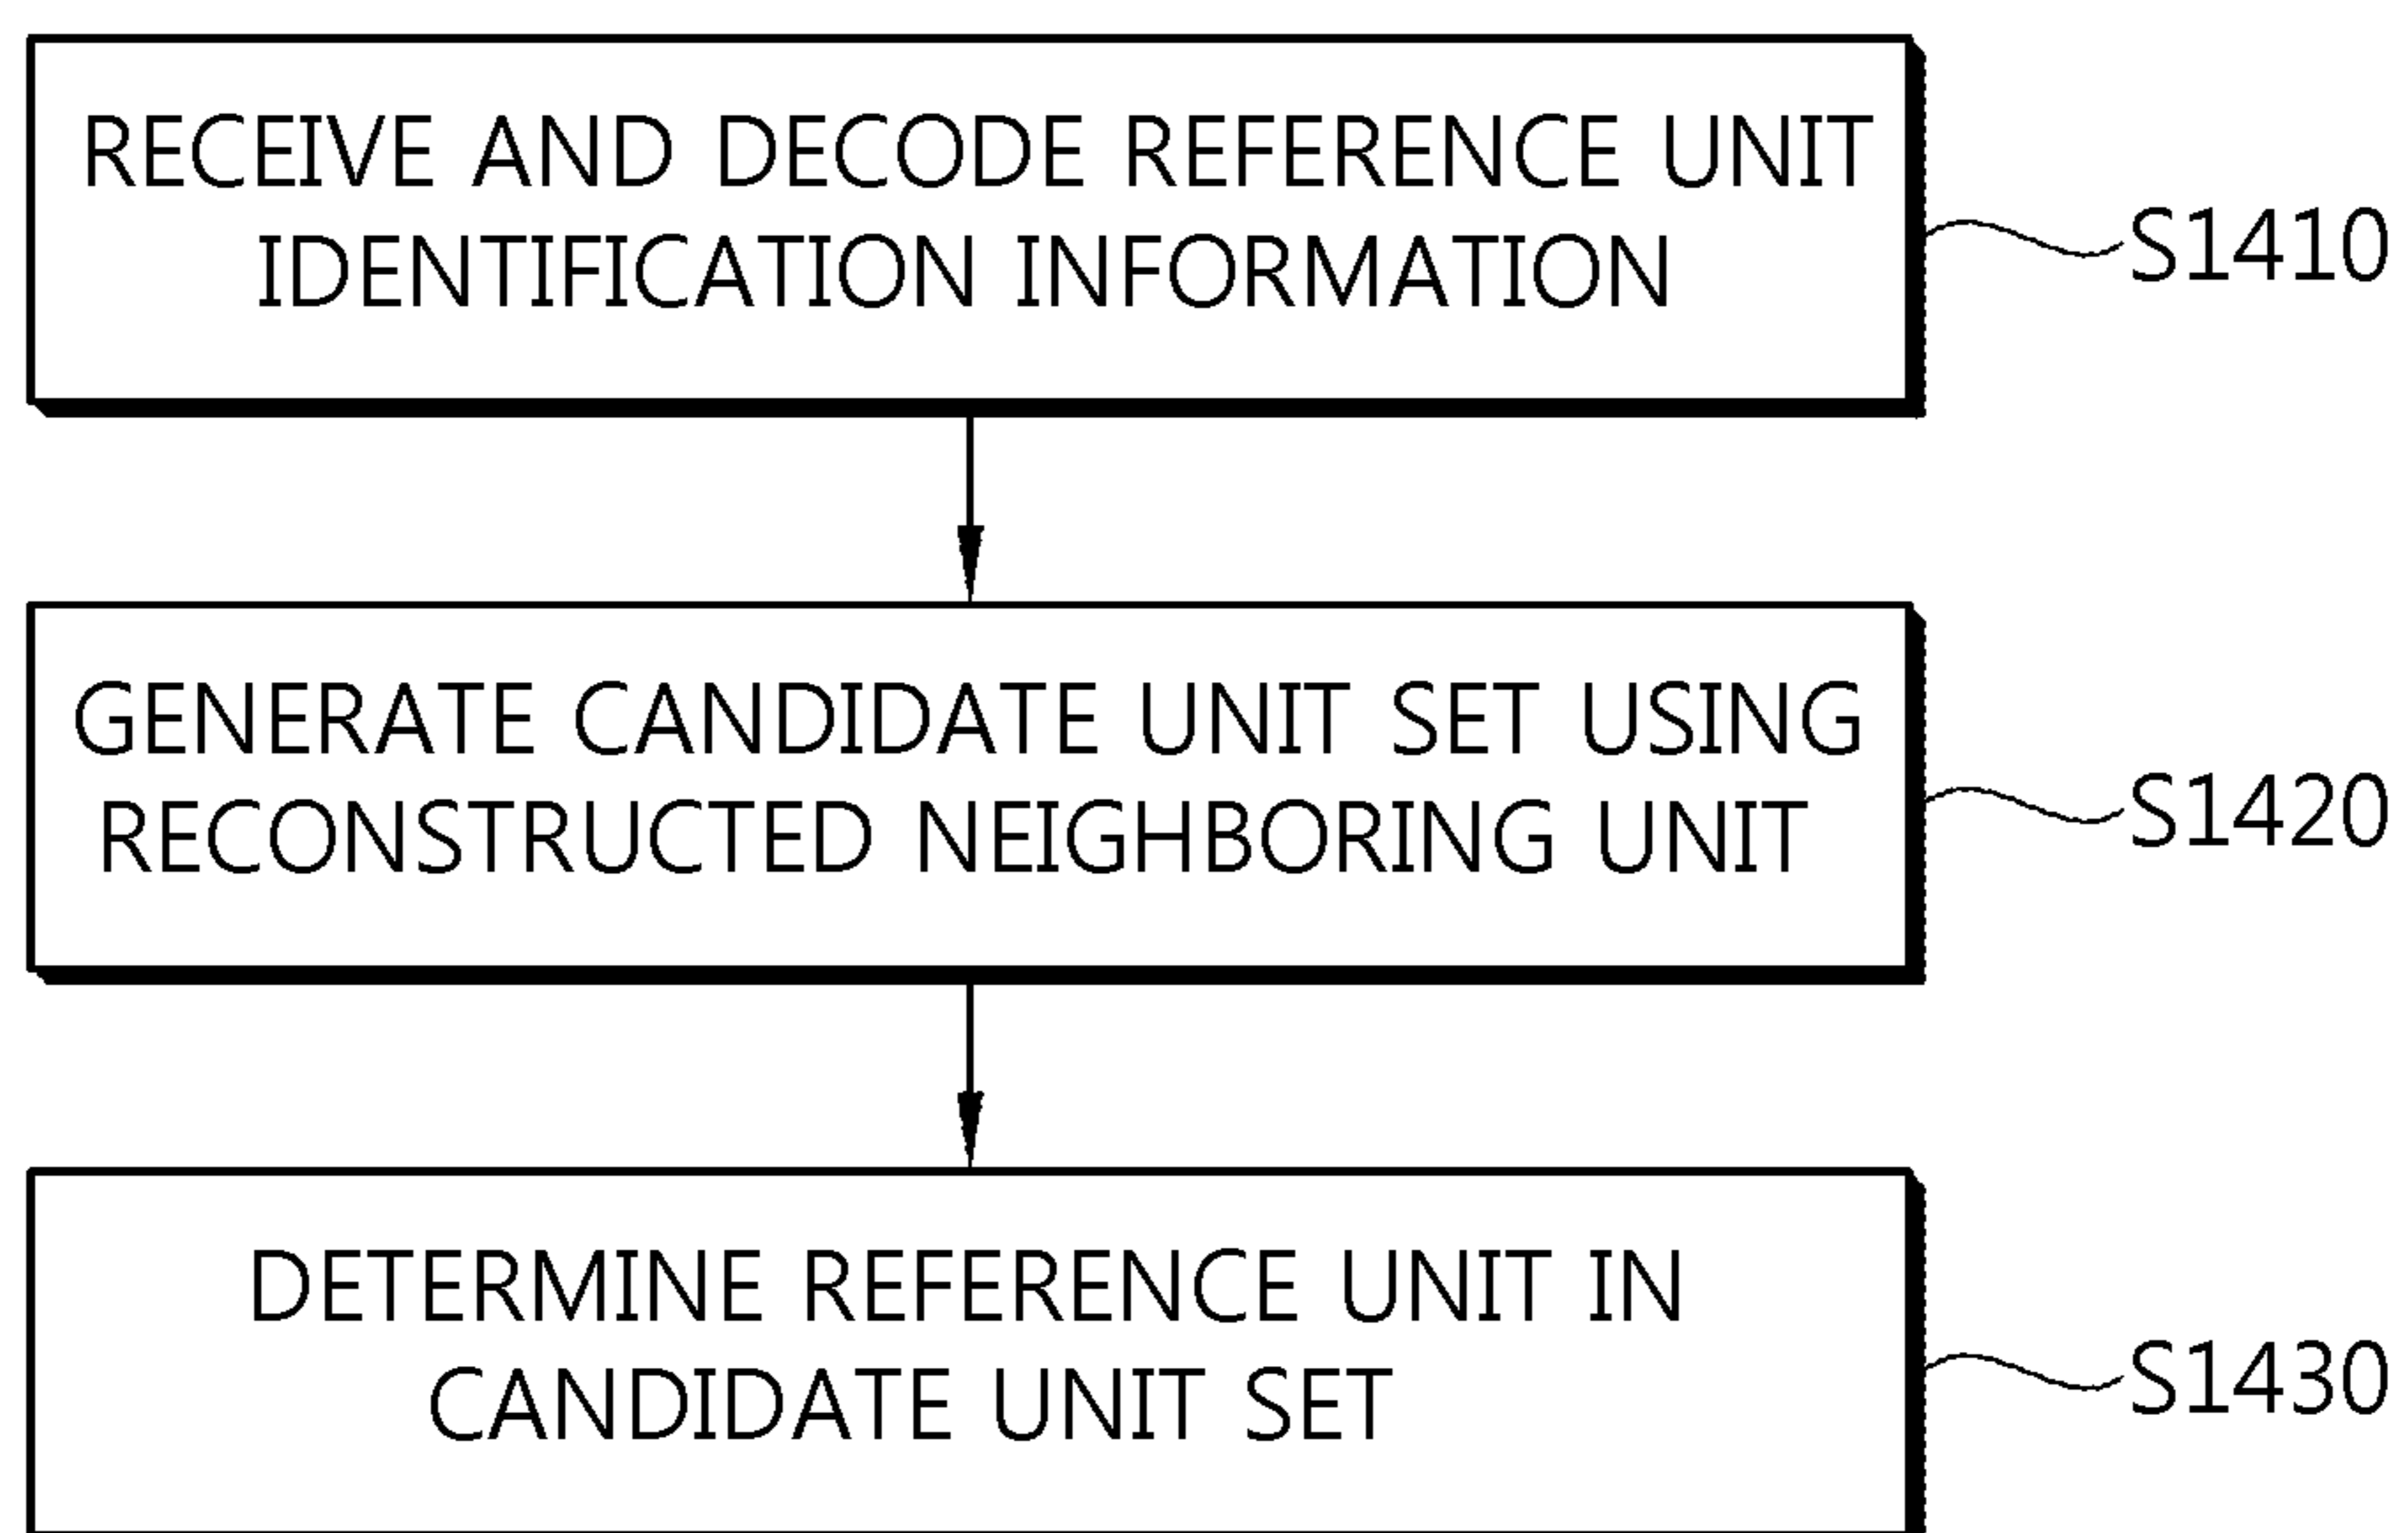 RECEIVE AND DECODE REFERENCE UNIT
IDENTIFICATION INFORMATION
S1410
GENERATE CANDIDATE UNIT SET USING
RECONSTRUCTED NEIGHBORING UNIT
S1420
DETERMINE REFERENCE UNIT IN
CANDIDATE UNIT SET
S1430